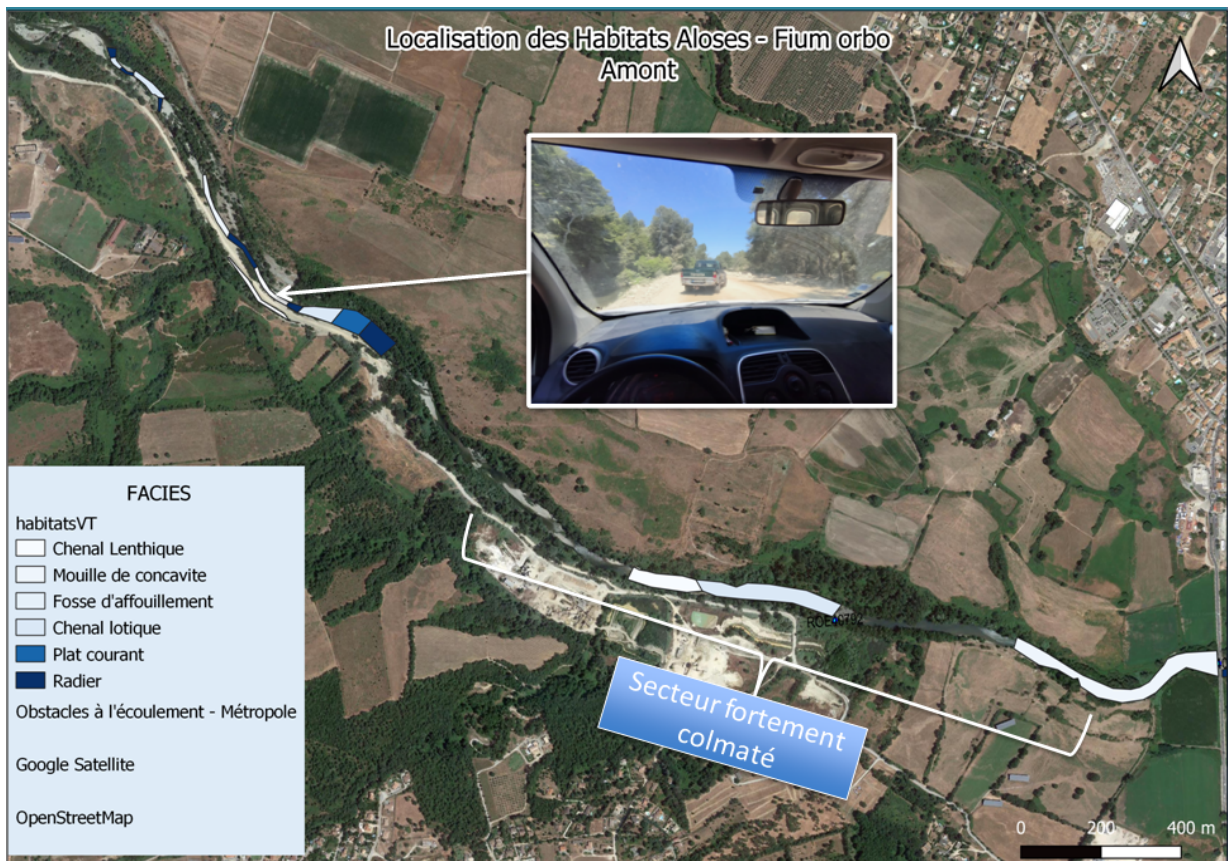 Localisation des Habitats Aloses - Fium orbo
Amont
FACIES
habitatsVT
Chenal Lenthique
Mouille de concavite
Fosse d'affouillement
Chenal lotique
Plat courant
Radier
Obstacles à l'écoulement - Métropole
Google Satellite
OpenStreetMap
Secteur fortement
colmaté
0 200 400 m